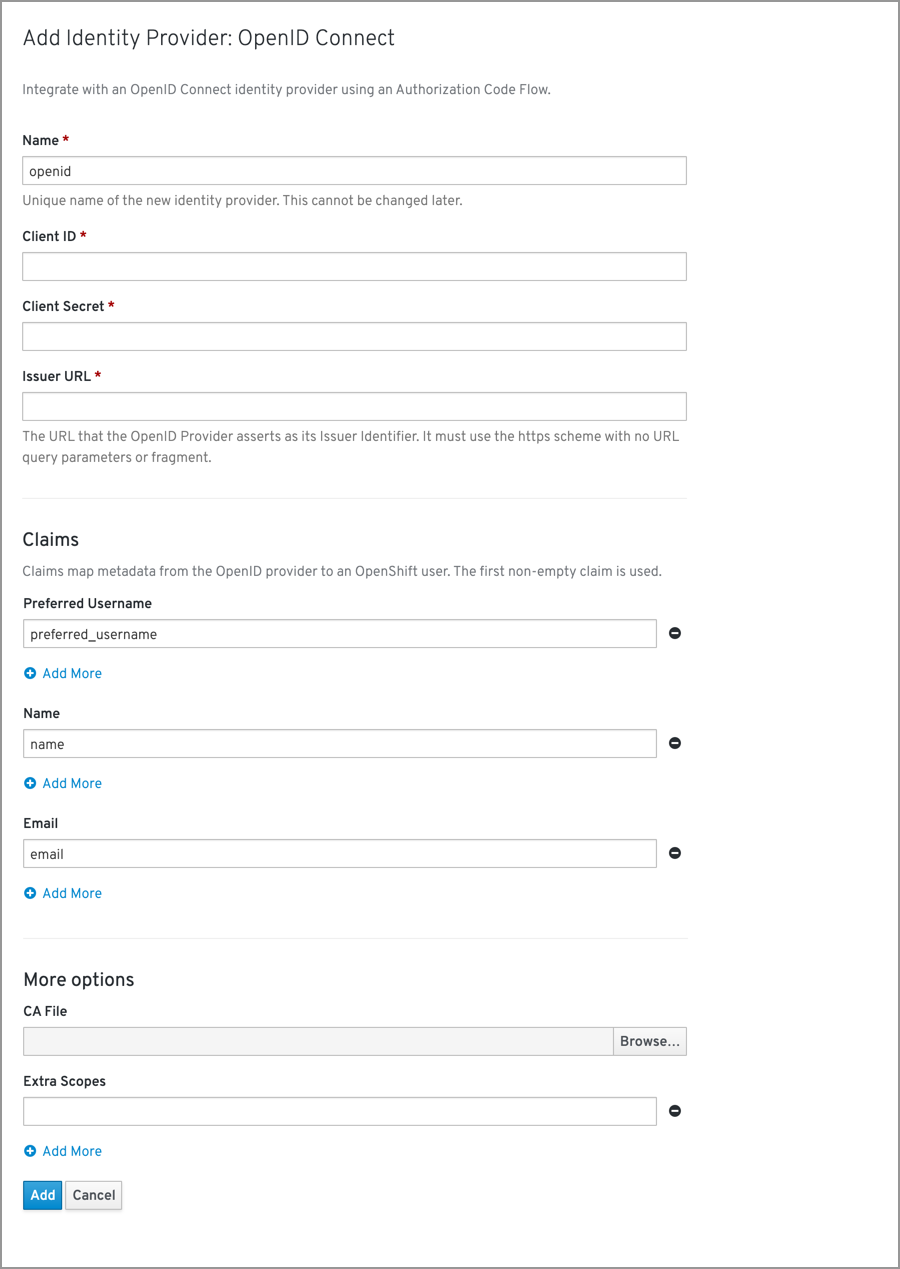 Add Identity Provider: OpenID Connect
Integrate with an OpenID Connect identity provider using an Authorization Code Flow.
Name *
openid
Unique name of the new identity provider. This cannot be changed later.
Client ID *
Client Secret *
Issuer URL *
The URL that the OpenID Provider asserts as its Issuer Identifier. It must use the https scheme with no URL
query parameters or fragment.
Claims
Claims map metadata from the OpenID provider to an OpenShift user. The first non-empty claim is used.
Preferred Username
preferred_username
Add More
Name
name
Add More
Email
email
Add More
More options
CA File
Browse...
Extra Scopes
Add More
Add Cancel